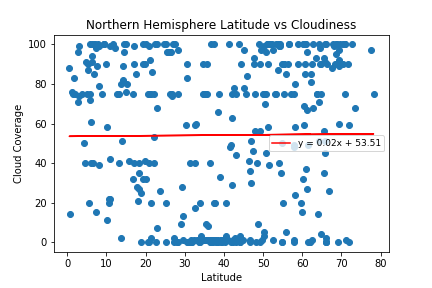 Northern Hemisphere Latitude vs Cloudiness
100
80
60
40
20
0
Cloud Coverage
y = 0.02x + 53.51
0 10 20 30 40 50 60 70 80
Latitude